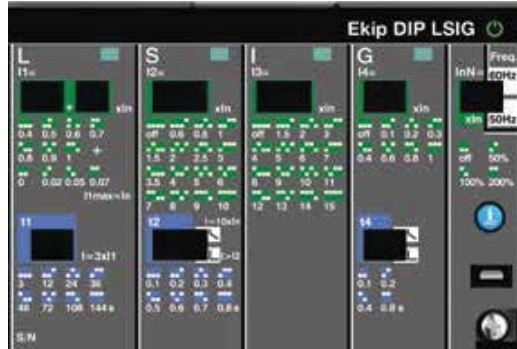 Ekip DIP LSIG
L
I1=
xIn
0.4 0.5 0.6 0.7
0.8 0.9 1 +
0 0.02 0.05 0.07
I1max=In
t1
I=3xI1
3 12 24 36
48 72 108 144s
S/N
S
I2=
xIn
off 0.6 0.8 1
1.5 2 2.5 3
3.5 4 5 6
7 8 9 10
t2
I=10xIn
I>I2
0.1 0.2 0.3 0.4
0.5 0.6 0.7 0.8s
I
I3=
xIn
off 1.5 2 3
4 5 6 7
8 9 10 11
12 13 14 15
G
I4=
xIn
off 0.1 0.2 0.3
0.4 0.6 0.8 1
t4
0.1 0.2
0.4 0.8s
InN=
xIn
Freq.
60Hz
50Hz
off 50%
100% 200%